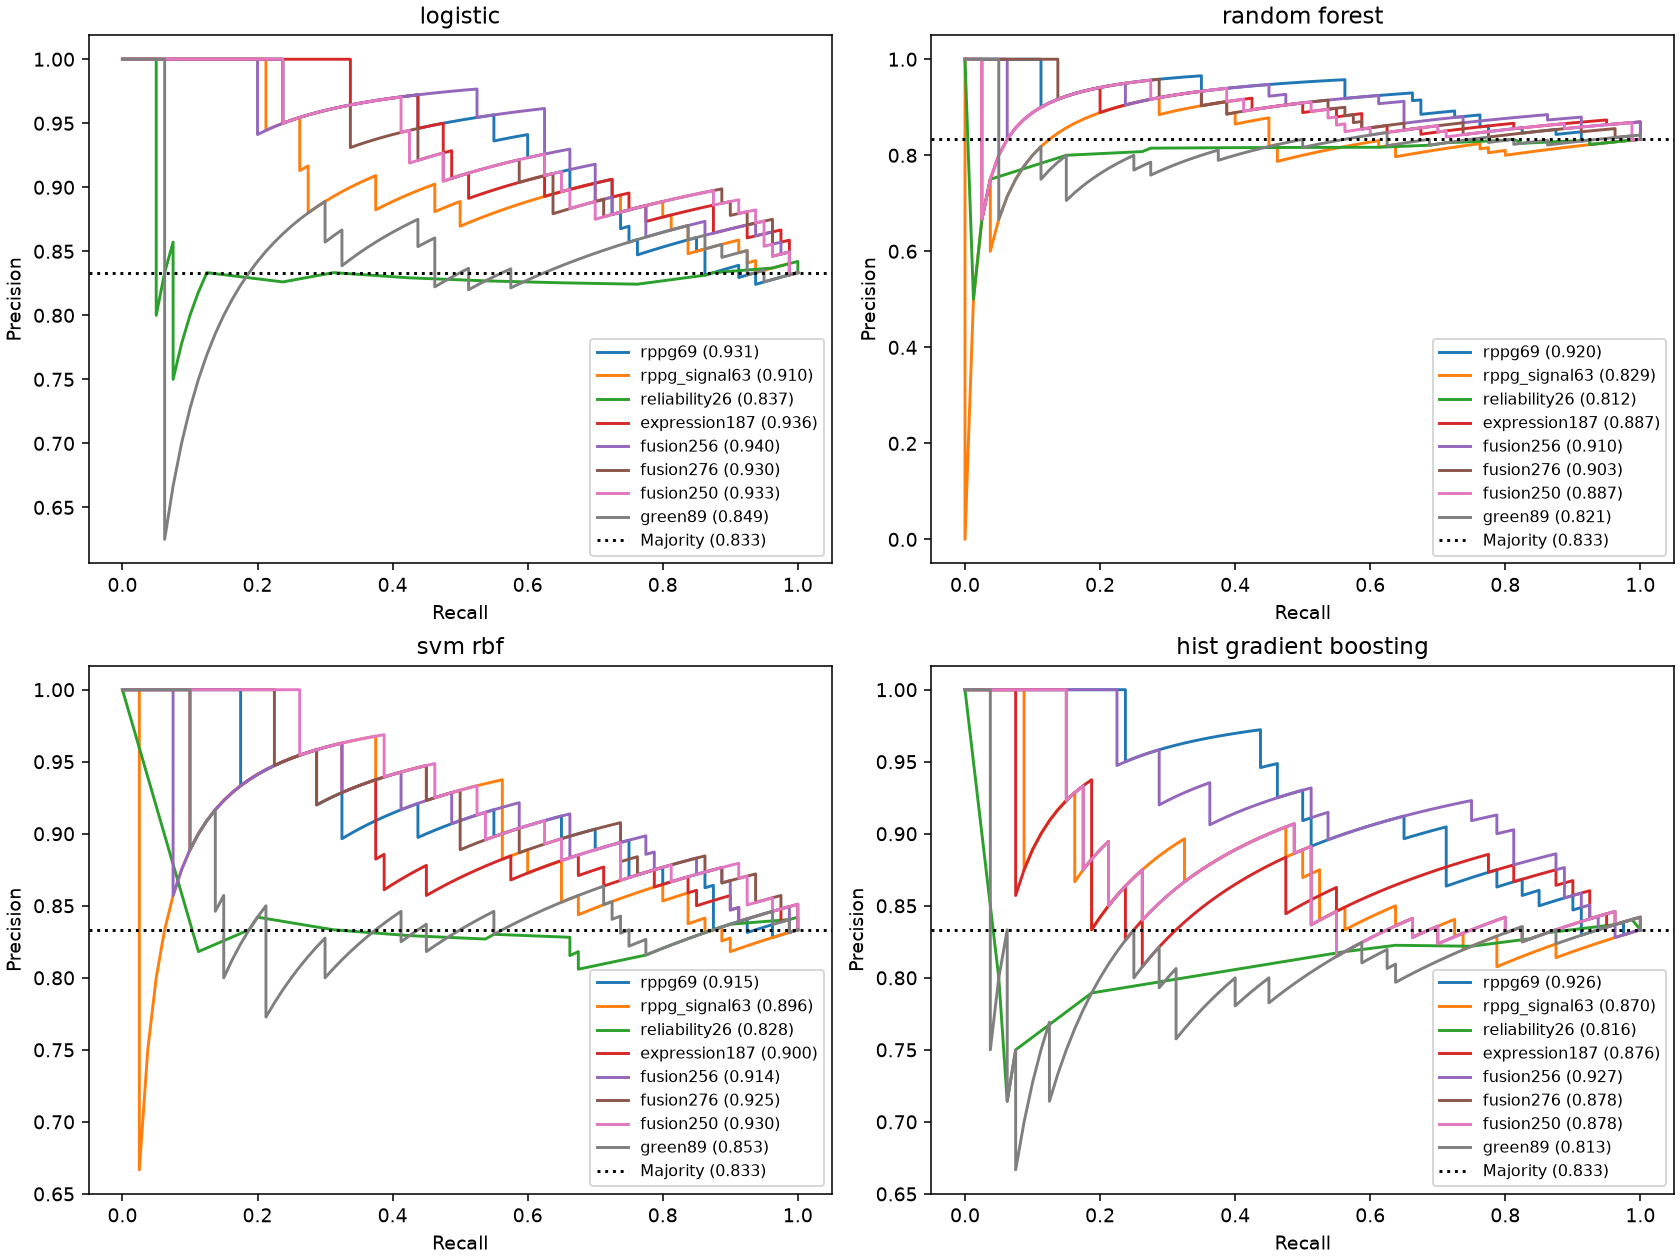 logistic
1.00
0.95
0.90
0.85
0.80
0.75
0.70
0.65
Precision
0.0 0.2 0.4 0.6 0.8 1.0
Recall
rppg69 (0.931)
rppg_signal63 (0.910)
reliability26 (0.837)
expression187 (0.936)
fusion256 (0.940)
fusion276 (0.930)
fusion250 (0.933)
green89 (0.849)
Majority (0.833)
random forest
1.0
0.8
0.6
0.4
0.2
0.0
Precision
0.0 0.2 0.4 0.6 0.8 1.0
Recall
rppg69 (0.920)
rppg_signal63 (0.829)
reliability26 (0.812)
expression187 (0.887)
fusion256 (0.910)
fusion276 (0.903)
fusion250 (0.887)
green89 (0.821)
Majority (0.833)
svm rbf
1.00
0.95
0.90
0.85
0.80
0.75
0.70
0.65
Precision
0.0 0.2 0.4 0.6 0.8 1.0
Recall
rppg69 (0.915)
rppg_signal63 (0.896)
reliability26 (0.828)
expression187 (0.900)
fusion256 (0.914)
fusion276 (0.925)
fusion250 (0.930)
green89 (0.853)
Majority (0.833)
hist gradient boosting
1.00
0.95
0.90
0.85
0.80
0.75
0.70
0.65
Precision
0.0 0.2 0.4 0.6 0.8 1.0
Recall
rppg69 (0.926)
rppg_signal63 (0.870)
reliability26 (0.816)
expression187 (0.876)
fusion256 (0.927)
fusion276 (0.878)
fusion250 (0.878)
green89 (0.813)
Majority (0.833)